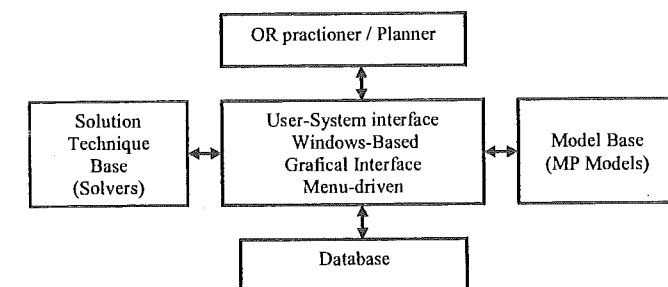 OR practioner / Planner
Solution
Technique
Base
(Solvers)
User-System interface
Windows-Based
Grafical Interface
Menu-driven
Model Base
(MP Models)
Database